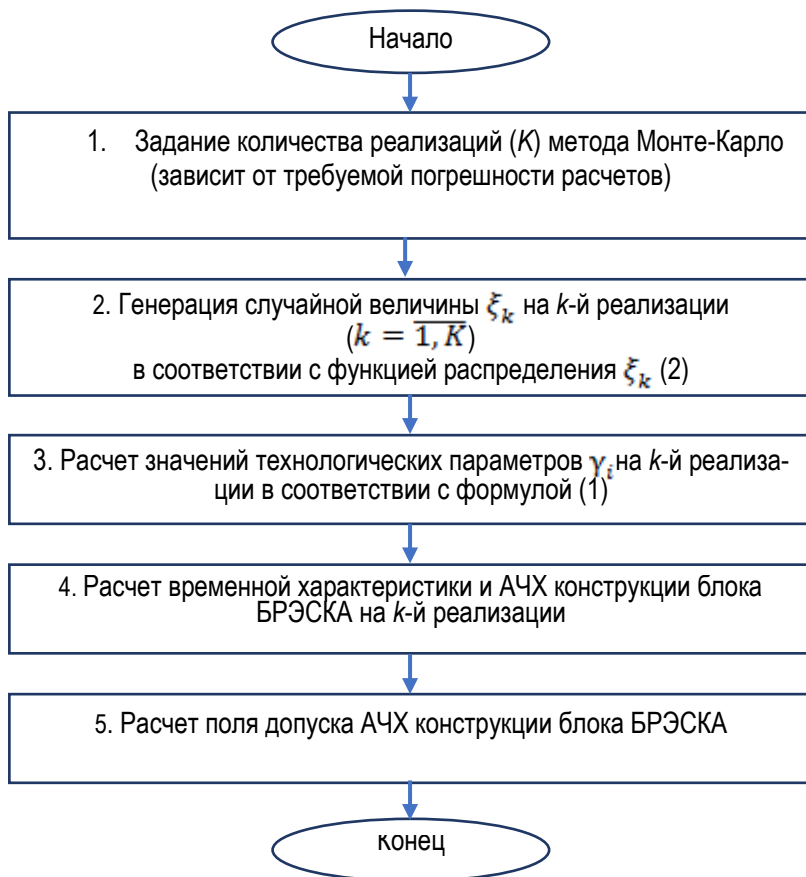 Начало
1. Задание количества реализаций (K) метода Монте-Карло
(зависит от требуемой погрешности расчетов)
2. Генерация случайной величины ξₖ на k-й реализации
(k = 1, K)
в соответствии с функцией распределения ξₖ (2)
3. Расчет значений технологических параметров γᵢ на k-й реализа-
ции в соответствии с формулой (1)
4. Расчет временной характеристики и АЧХ конструкции блока
БРЭСКА на k-й реализации
5. Расчет поля допуска АЧХ конструкции блока БРЭСКА
Конец